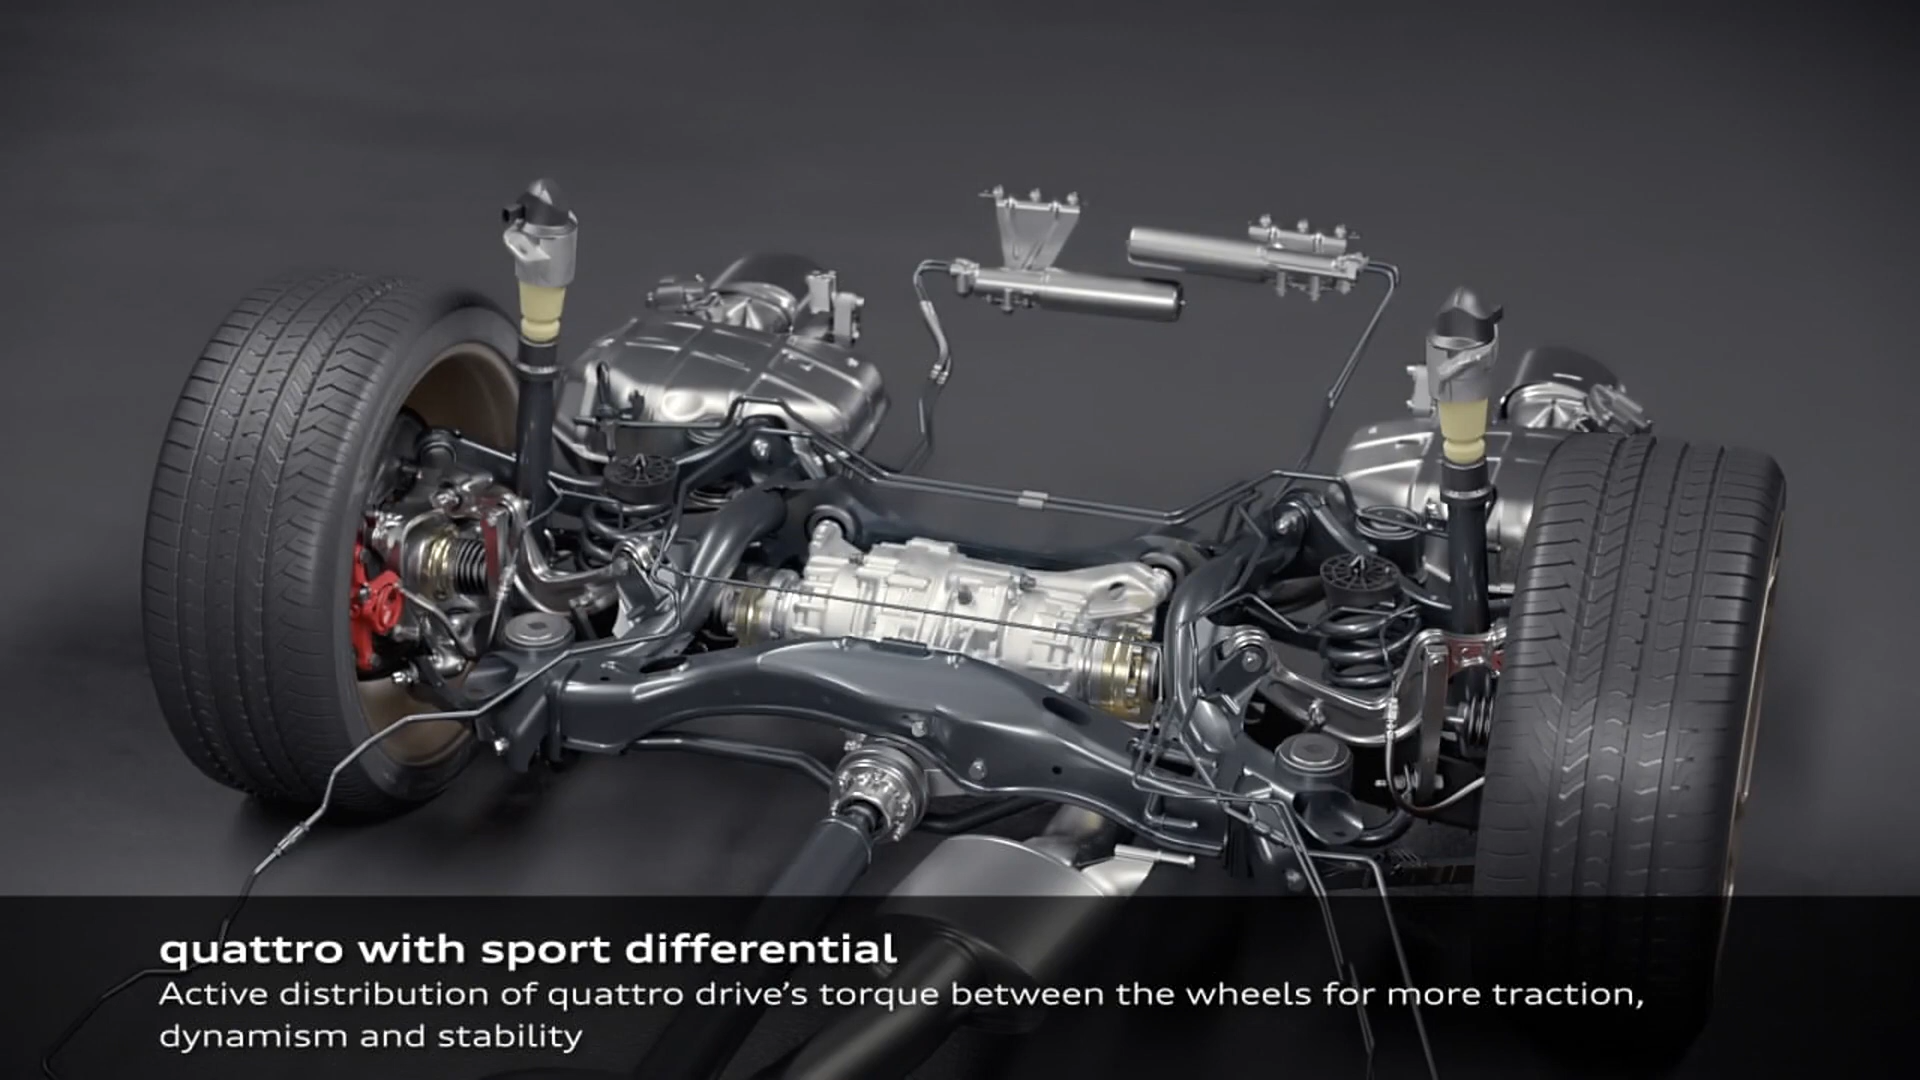 quattro with sport differential
Active distribution of quattro drive’s torque between the wheels for more traction,
dynamism and stability